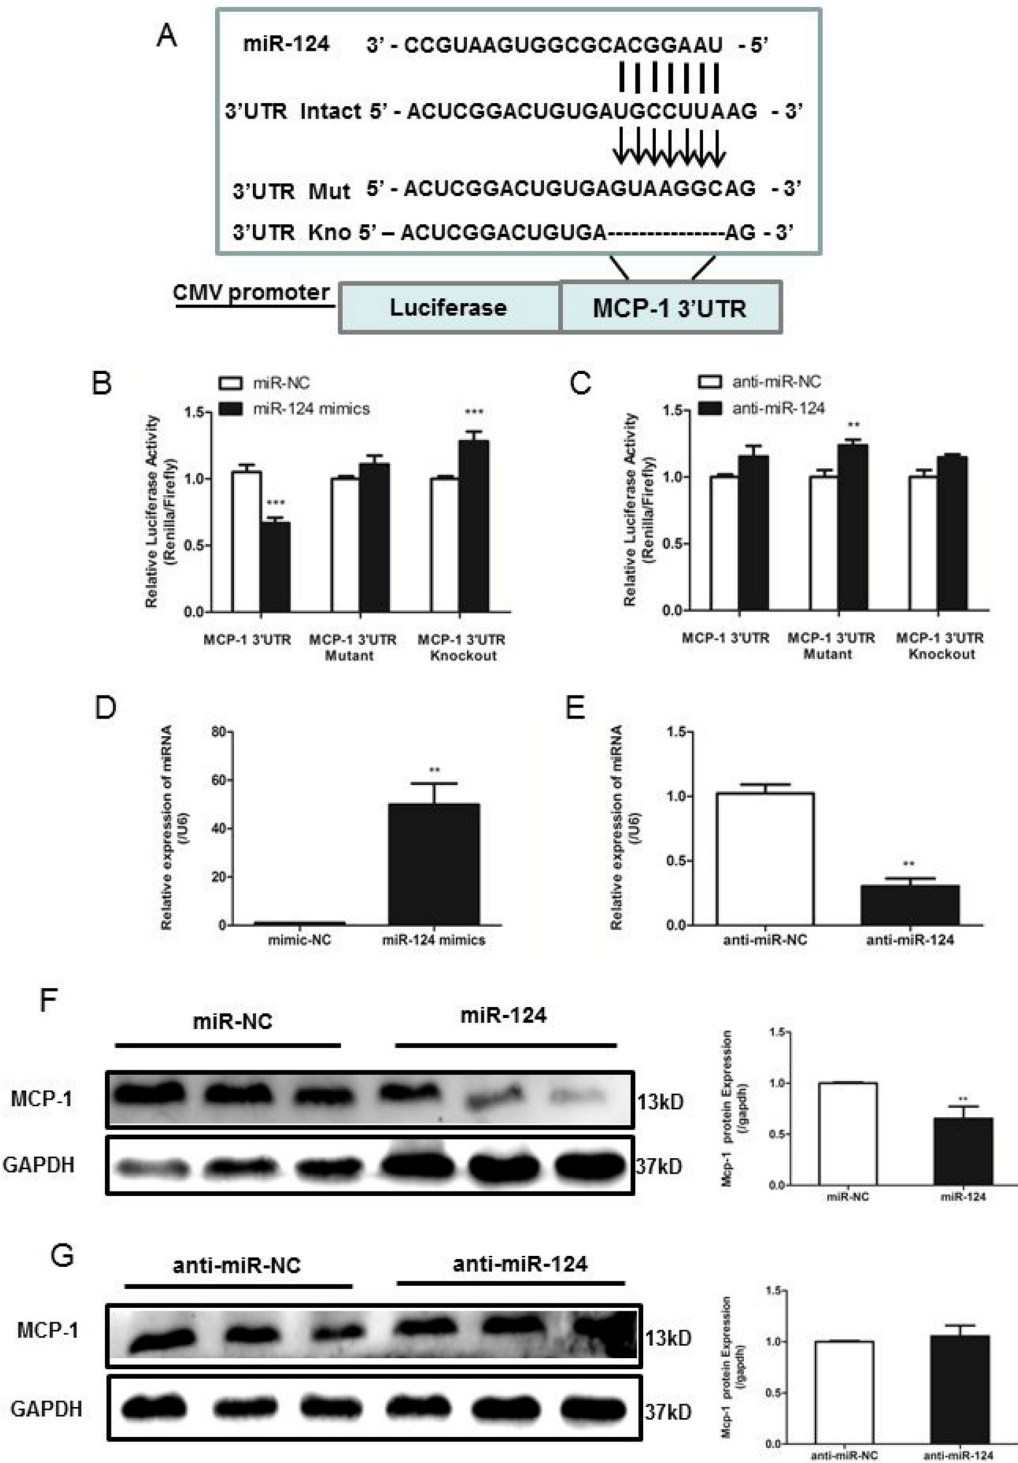 A
miR-124 3’ - CCGUAAGUGGCGCACGGAAU - 5’
3’UTR Intact 5’ - ACUCGGACUGUGAUGCCUUAAG - 3’
3’UTR Mut 5’ - ACUCGGACUGUGAGUAAGGCAG - 3’
3’UTR Kno 5’ – ACUCGGACUGUGA---------------AG - 3’
CMV promoter
Luciferase
MCP-1 3’UTR
B
miR-NC
miR-124 mimics
Relative Luciferase Activity
(Renilla/Firefly)
1.5
1.0
0.5
0.0
***
***
MCP-1 3'UTR
MCP-1 3'UTR
Mutant
MCP-1 3'UTR
Knockout
C
anti-miR-NC
anti-miR-124
Relative Luciferase Activity
(Renilla/Firefly)
1.5
1.0
0.5
0.0
**
MCP-1 3'UTR
MCP-1 3'UTR
Mutant
MCP-1 3'UTR
Knockout
D
Relative expression of miRNA
(/U6)
80
60
40
20
0
**
mimic-NC
miR-124 mimics
E
Relative expression of miRNA
(/U6)
1.5
1.0
0.5
0.0
**
anti-miR-NC
anti-miR-124
F
miR-NC
miR-124
MCP-1
13kD
GAPDH
37kD
Mcp-1 protein Expression
(/gapdh)
1.5
1.0
0.5
0.0
**
miR-NC
miR-124
G
anti-miR-NC
anti-miR-124
MCP-1
13kD
GAPDH
37kD
Mcp-1 protein Expression
(/gapdh)
1.5
1.0
0.5
0.0
anti-miR-NC
anti-miR-124